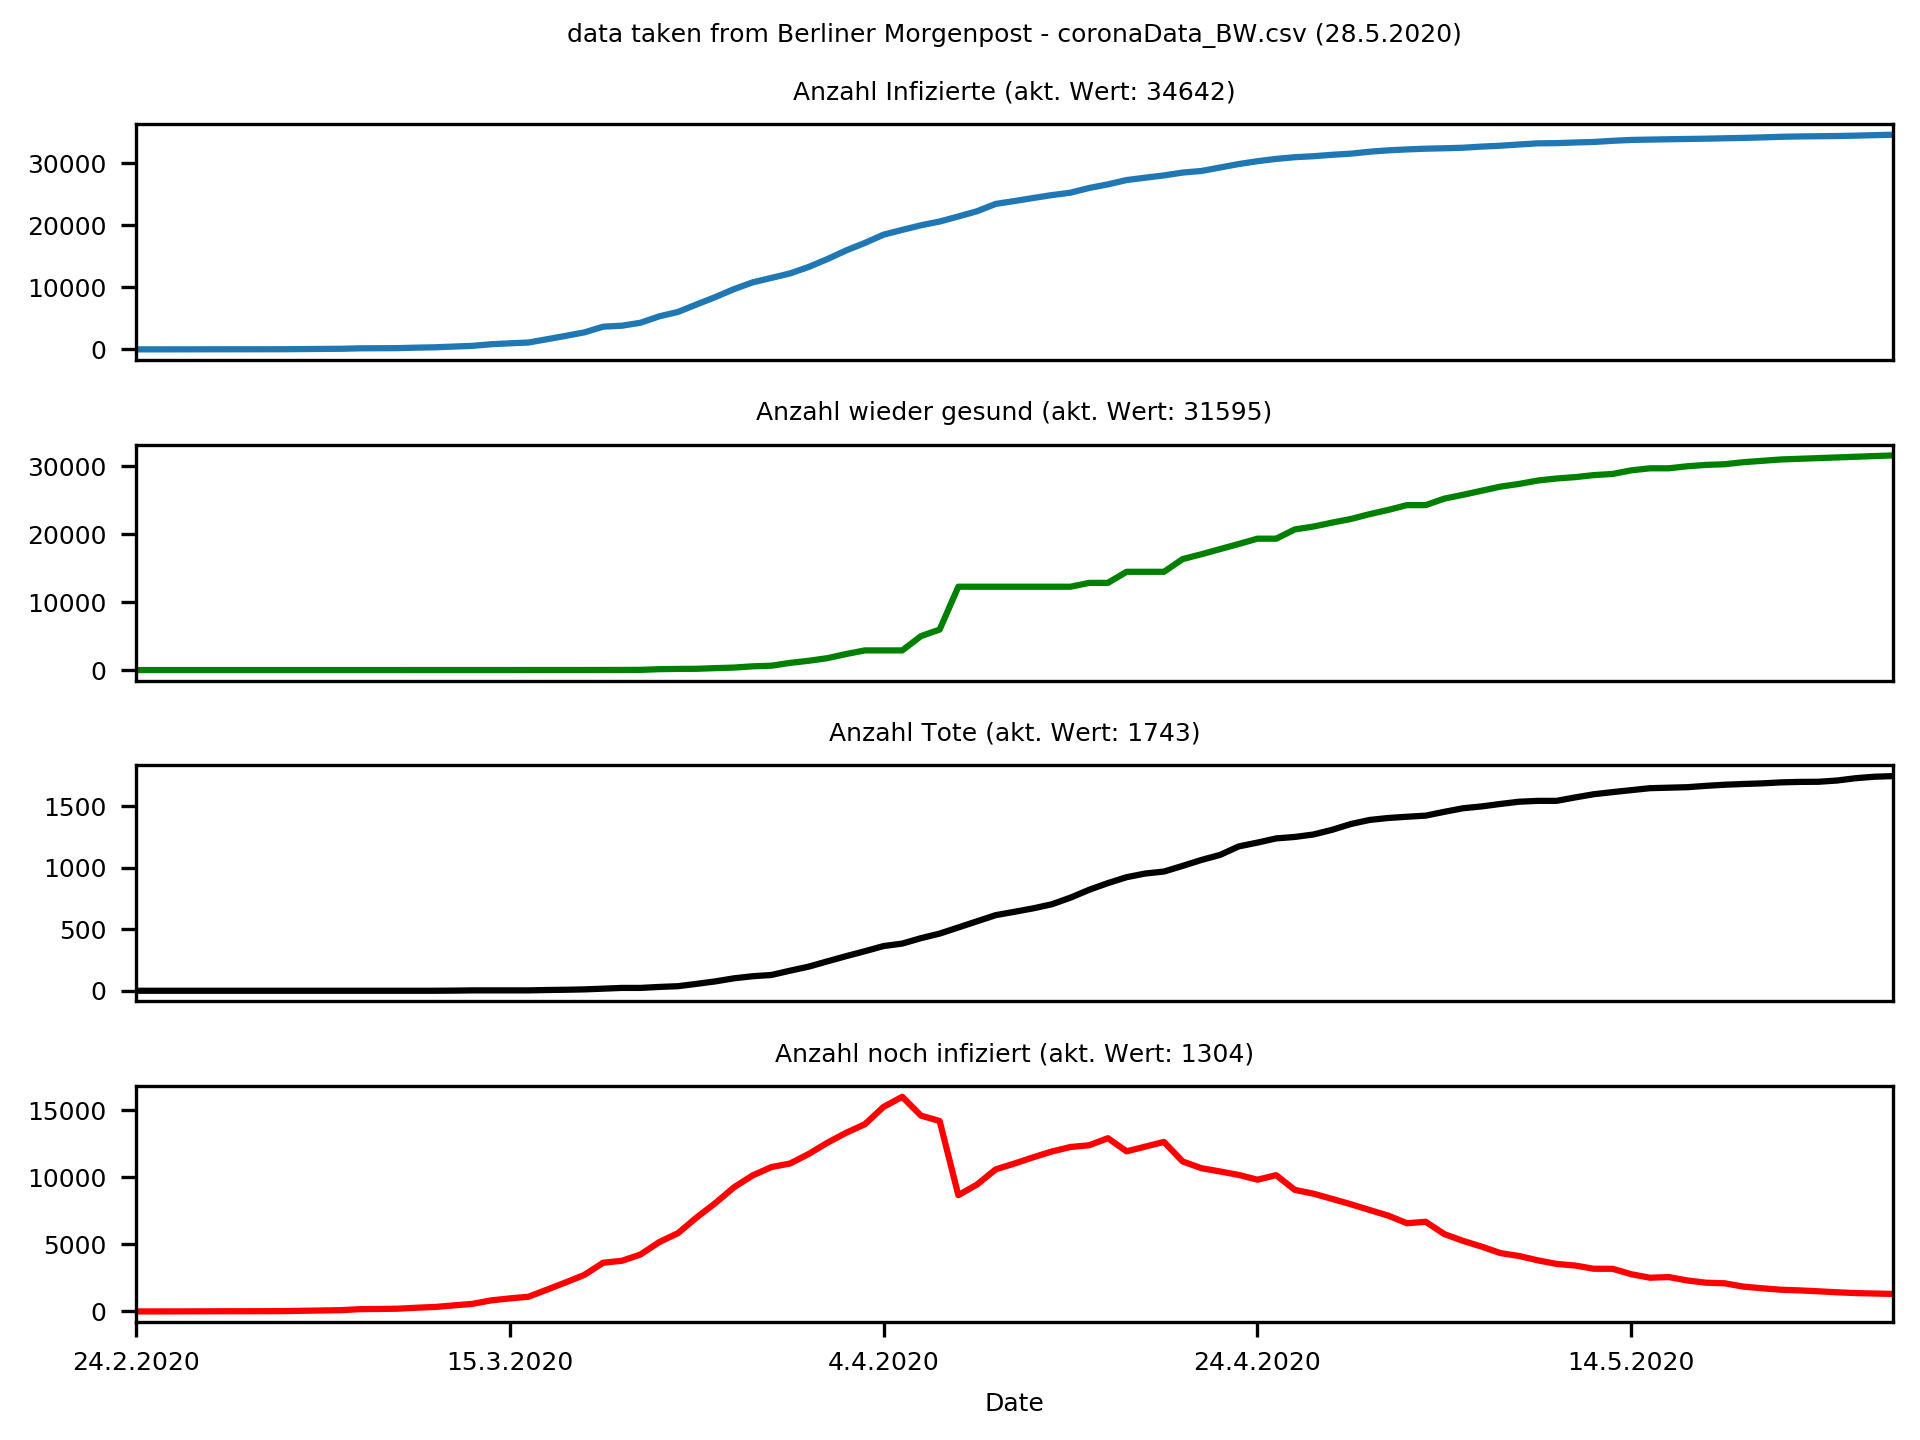 data taken from Berliner Morgenpost - coronaData_BW.csv (28.5.2020)
Anzahl Infizierte (akt. Wert: 34642)
30000
20000
10000
0
Anzahl wieder gesund (akt. Wert: 31595)
30000
20000
10000
0
Anzahl Tote (akt. Wert: 1743)
1500
1000
500
0
Anzahl noch infiziert (akt. Wert: 1304)
15000
10000
5000
0
24.2.2020 15.3.2020 4.4.2020 24.4.2020 14.5.2020
Date